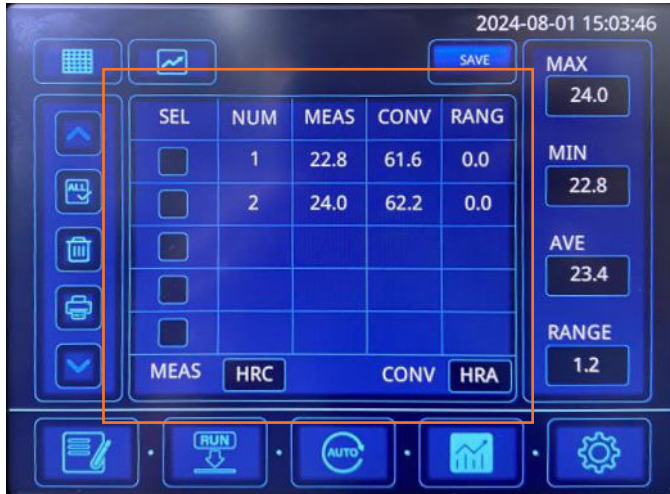 2024-08-01 15:03:46
SAVE
MAX
24.0
SEL NUM MEAS CONV RANG
1 22.8 61.6 0.0
MIN
22.8
ALL
2 24.0 62.2 0.0
AVE
23.4
RANGE
1.2
MEAS HRC CONV HRA
RUN
AUTO